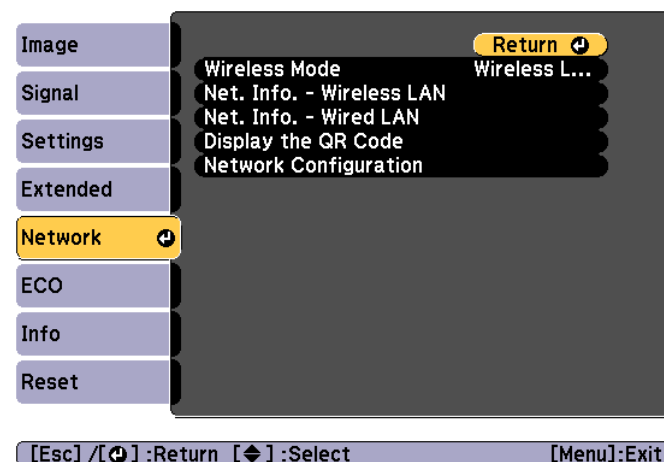 Image
Signal
Settings
Extended
Network
ECO
Info
Reset
Return
Wireless Mode Wireless L...
Net. Info. - Wireless LAN
Net. Info. - Wired LAN
Display the QR Code
Network Configuration
[Esc] /[⏎] :Return [◆] :Select [Menu]:Exit